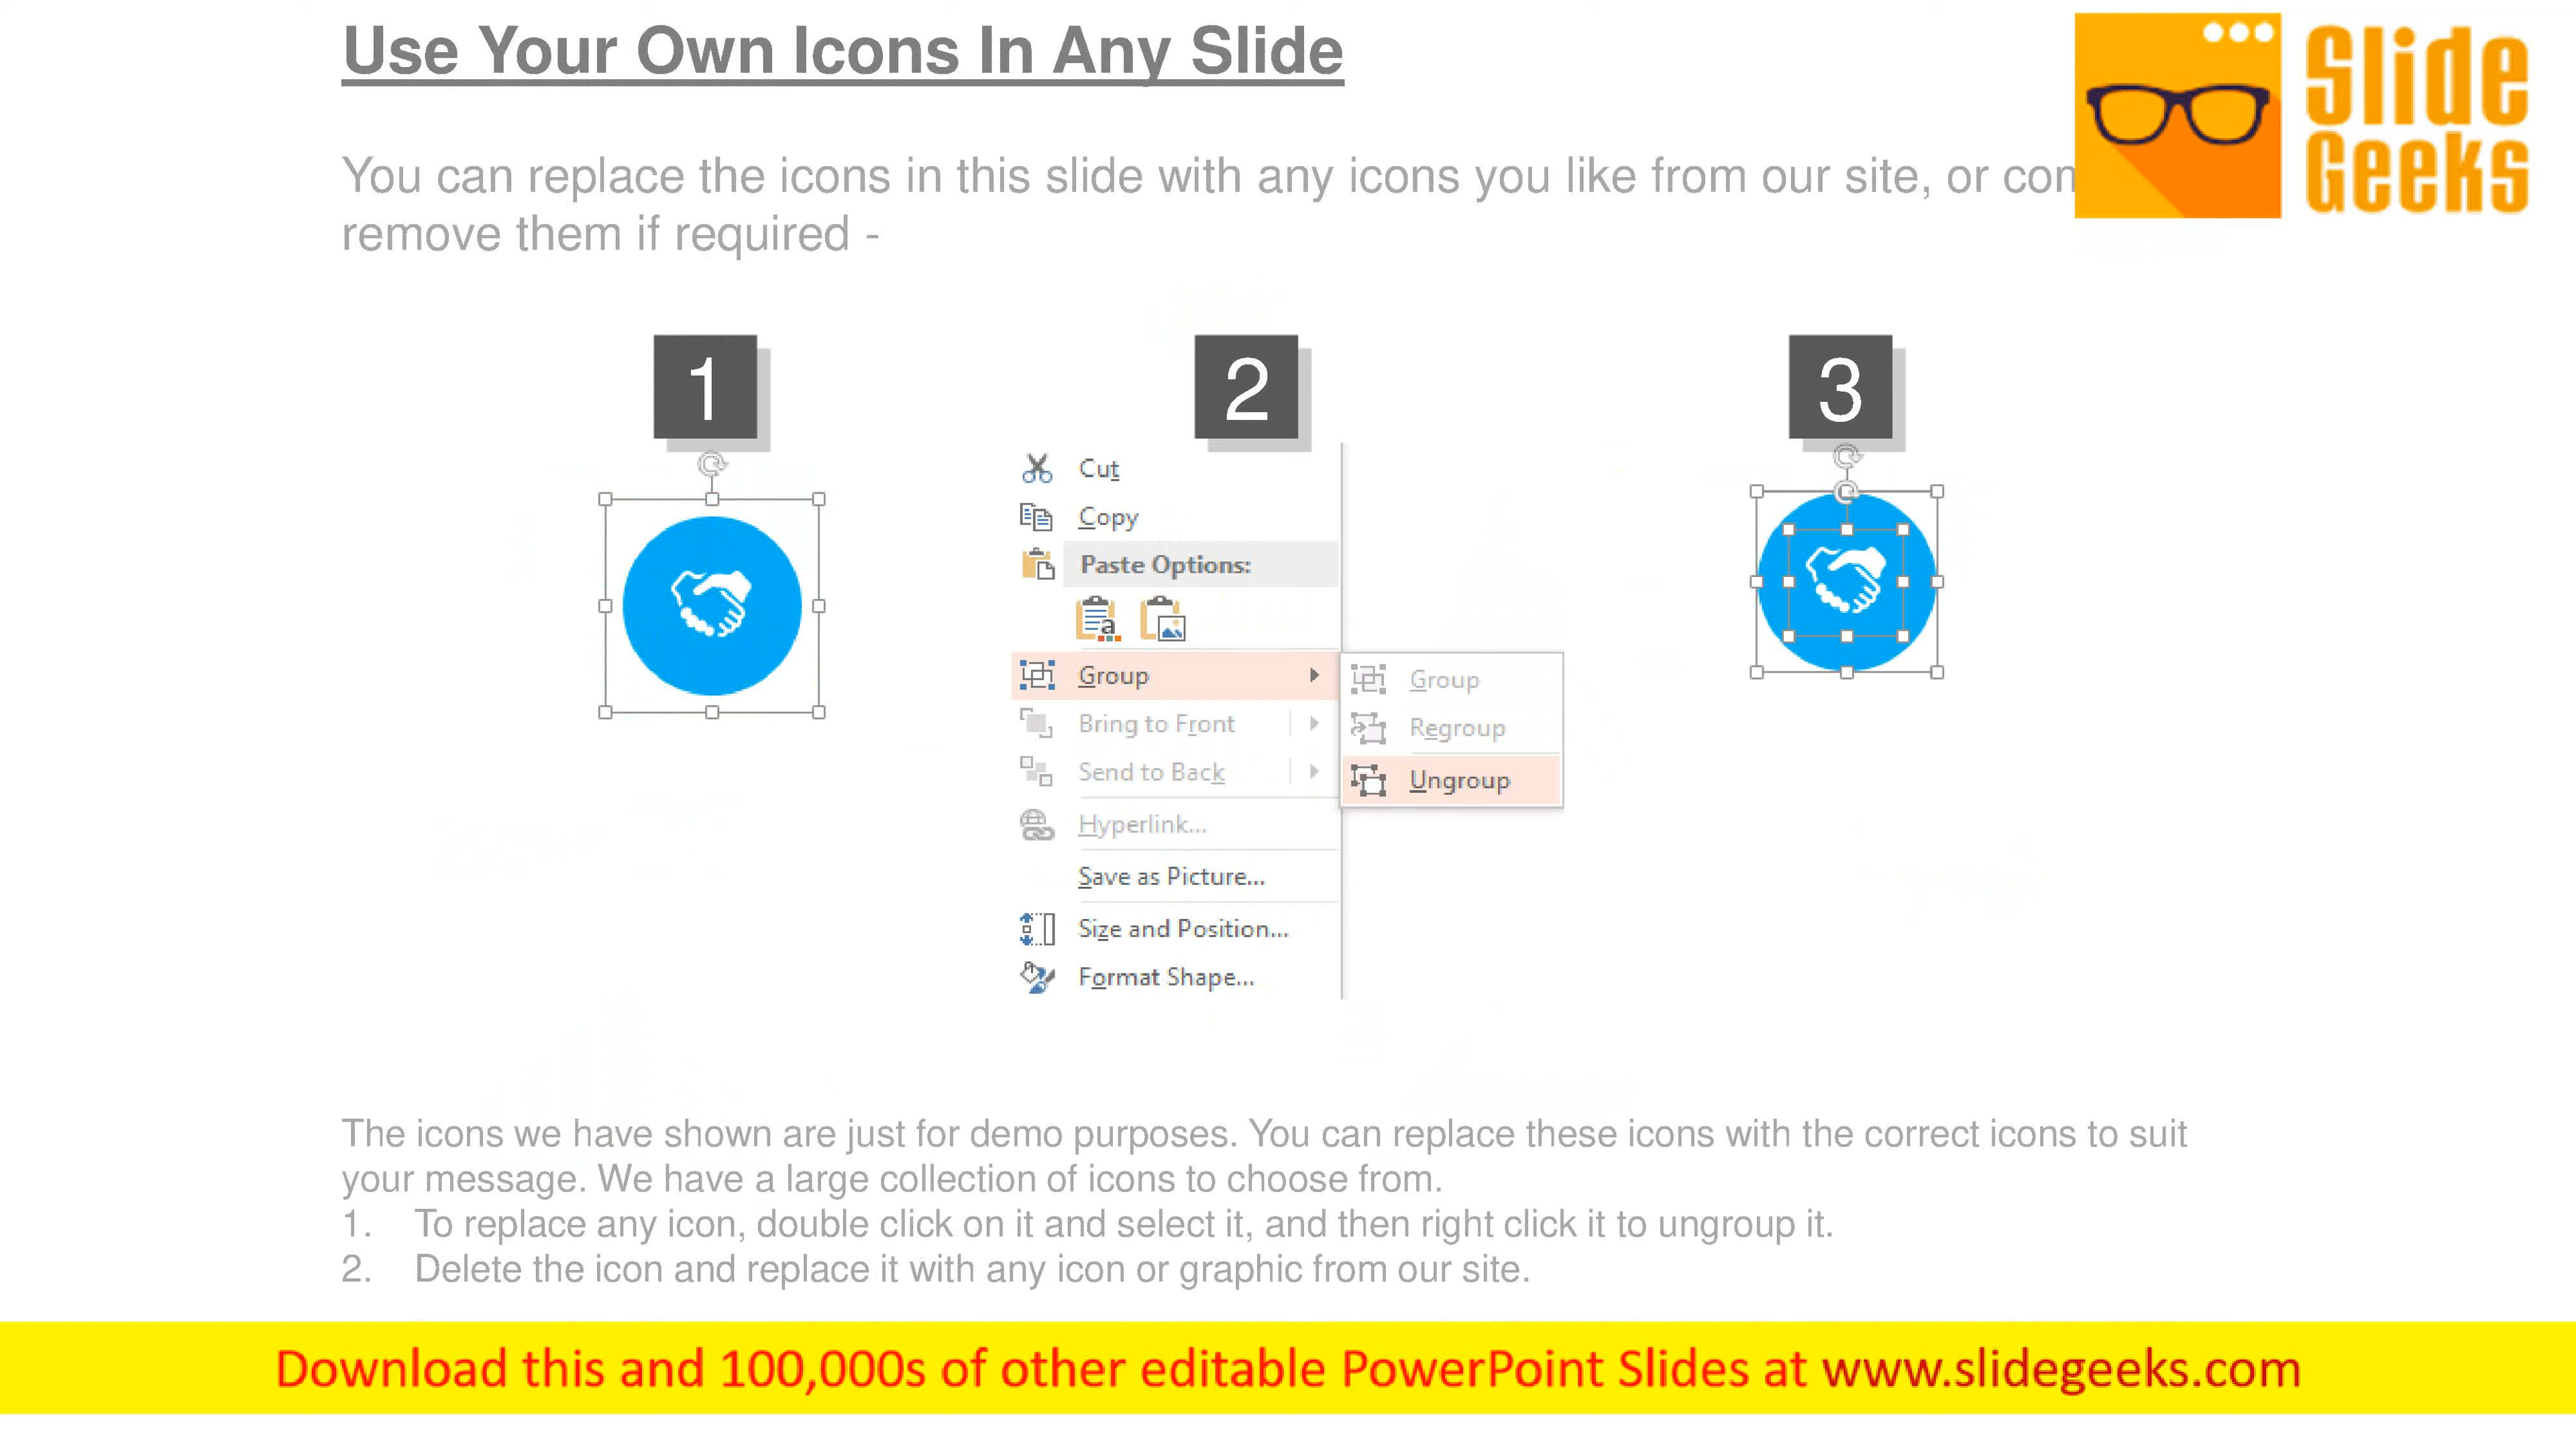 Use Your Own Icons In Any Slide
Slide
Geeks
You can replace the icons in this slide with any icons you like from our site, or
remove them if required -
1
2
3
Cut
Copy
Paste Options:
Group
Bring to Front
Send to Back
Hyperlink...
Save as Picture...
Size and Position...
Format Shape...
Group
Regroup
Ungroup
The icons we have shown are just for demo purposes. You can replace these icons with the correct icons to suit
your message. We have a large collection of icons to choose from.
1. To replace any icon, double click on it and select it, and then right click it to ungroup it.
2. Delete the icon and replace it with any icon or graphic from our site.
Download this and 100,000s of other editable PowerPoint Slides at www.slidegeeks.com